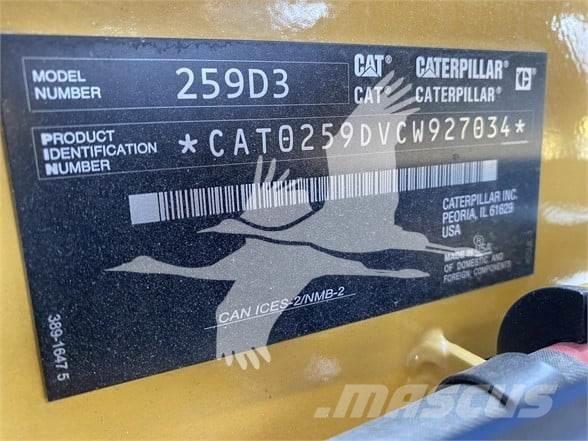 MODEL
NUMBER
259D3
CAT CATERPILLAR
CAT CATERPILLAR
PRODUCT
IDENTIFICATION
NUMBER
*CAT0259DVCW927034*
CATERPILLAR INC.
PEORIA, IL 61629
USA
MADE IN U.S.A.
OF DOMESTIC AND
FOREIGN COMPONENTS
CAN ICES-2/NMB-2
389-1647 5
MASCUS